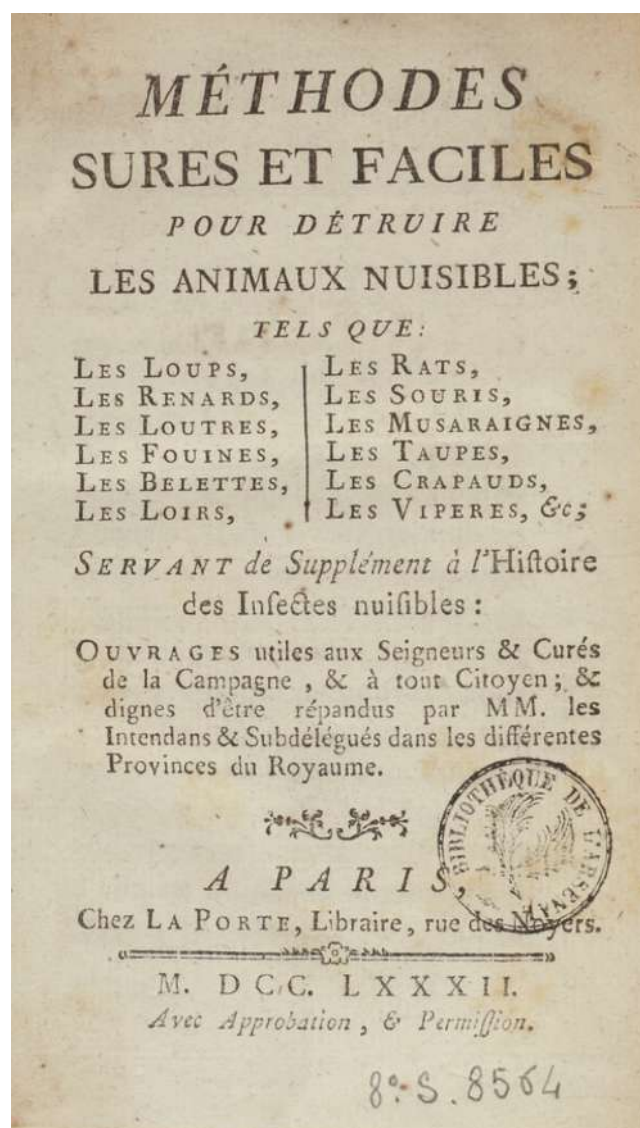 MÉTHODES
SURES ET FACILES
POUR DÉTRUIRE
LES ANIMAUX NUISIBLES;
TELS QUE:
LES LOUPS,
LES RENARDS,
LES LOUTRES,
LES FOUINES,
LES BELETTES,
LES LOIRS,
LES RATS,
LES SOURIS,
LES MUSARAIGNES,
LES TAUPES,
LES CRAPAUDS,
LES VIPERES, &c;
SERVANT de Supplément à l'Hiſtoire
des Inſectes nuiſibles :
OUVRAGES utiles aux Seigneurs & Curés
de la Campagne , & à tout Citoyen ; &
dignes d'être répandus par MM. les
Intendans & Subdélégués dans les différentes
Provinces du Royaume.
BIBLIOTHÈQUE DE L'ARSENAL
A PARIS,
Chez LA PORTE, Libraire, rue des Noyers.
M. DCC. LXXXII.
Avec Approbation , & Permiſſion.
8º. S. 8564